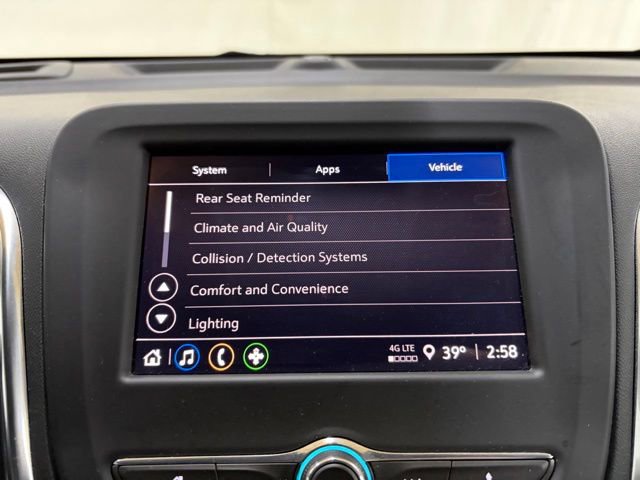 System Apps Vehicle
Rear Seat Reminder
Climate and Air Quality
Collision / Detection Systems
Comfort and Convenience
Lighting
4G LTE 39° 2:58